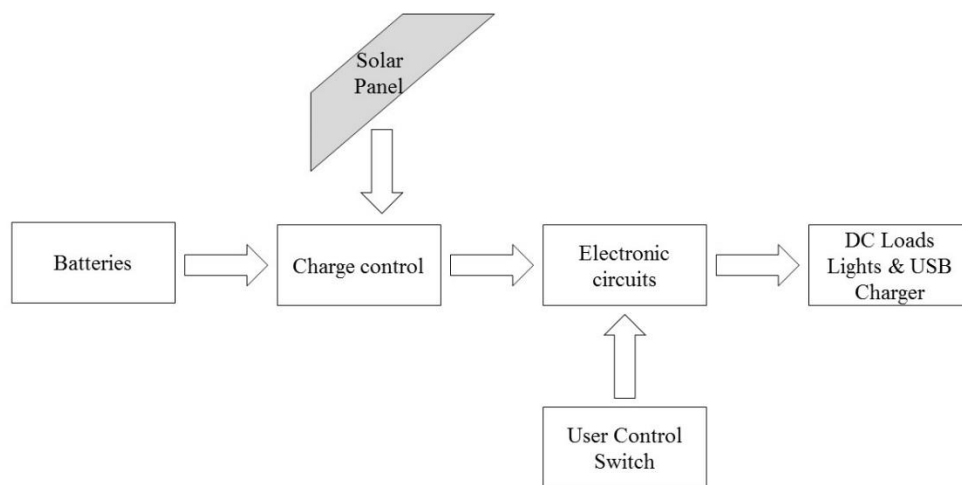 Solar
Panel
Batteries
Charge control
Electronic
circuits
DC Loads
Lights & USB
Charger
User Control
Switch